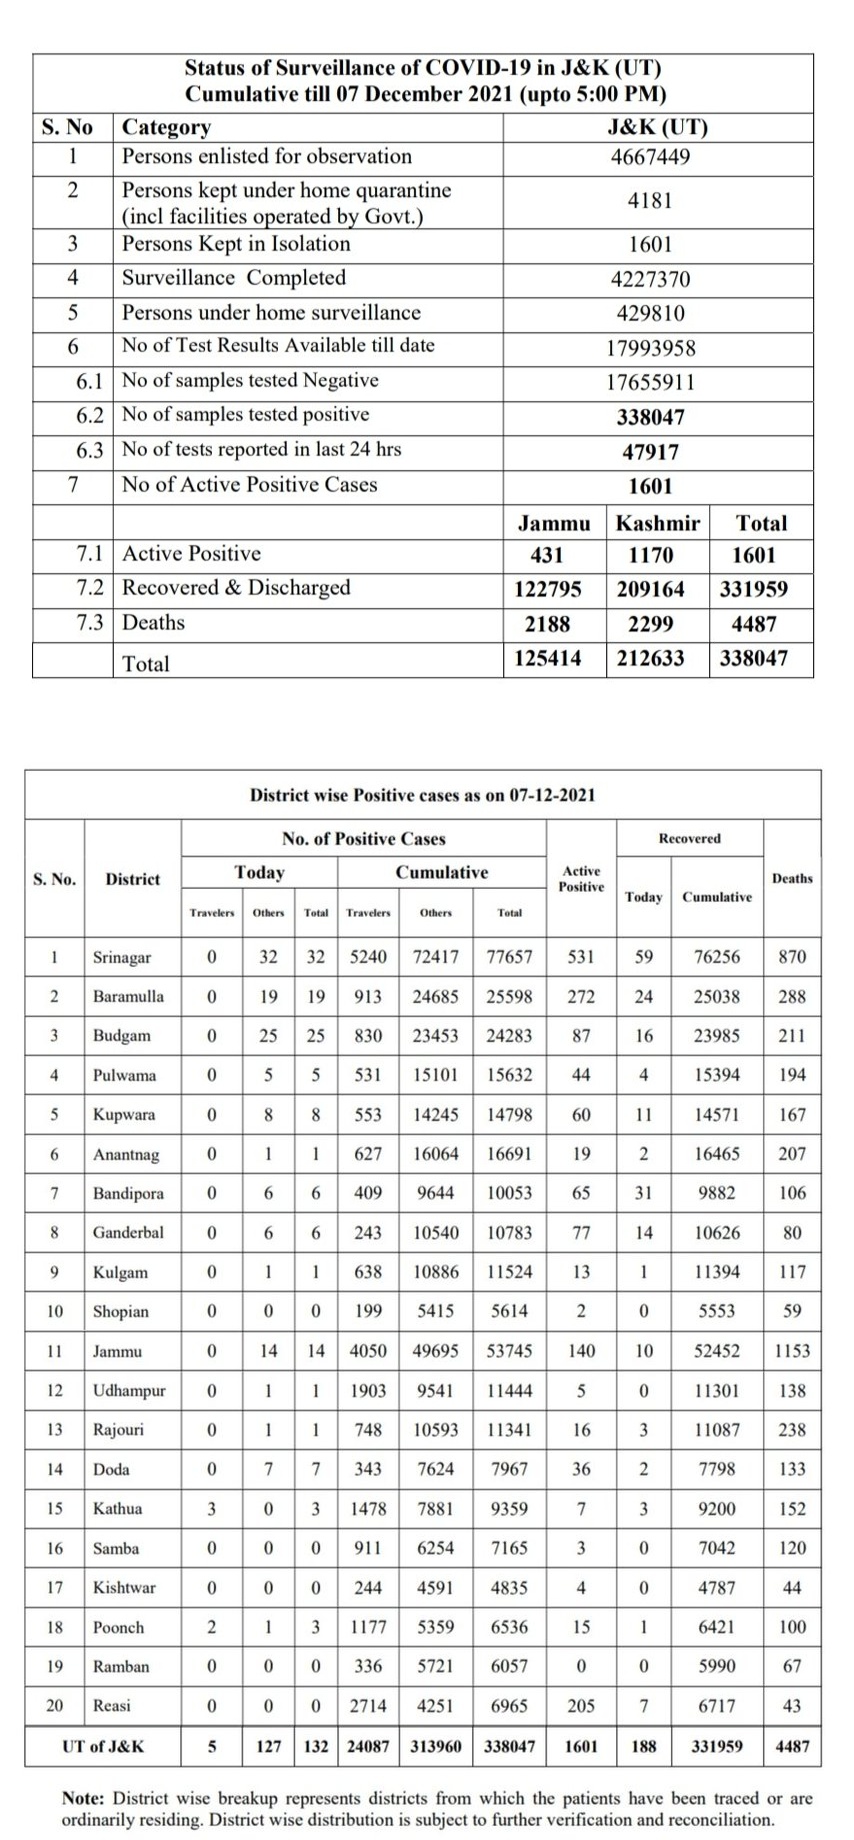 Status of Surveillance of COVID-19 in J&K (UT)
Cumulative till 07 December 2021 (upto 5:00 PM)
S. No Category J&K (UT)
1 Persons enlisted for observation 4667449
2 Persons kept under home quarantine
(incl facilities operated by Govt.) 4181
3 Persons Kept in Isolation 1601
4 Surveillance Completed 4227370
5 Persons under home surveillance 429810
6 No of Test Results Available till date 17993958
6.1 No of samples tested Negative 17655911
6.2 No of samples tested positive 338047
6.3 No of tests reported in last 24 hrs 47917
7 No of Active Positive Cases 1601
Jammu Kashmir Total
7.1 Active Positive 431 1170 1601
7.2 Recovered & Discharged 122795 209164 331959
7.3 Deaths 2188 2299 4487
Total 125414 212633 338047
District wise Positive cases as on 07-12-2021
S. No. District No. of Positive Cases Active Positive Recovered Deaths
Today Cumulative Today Cumulative
Travelers Others Total Travelers Others Total
1 Srinagar 0 32 32 5240 72417 77657 531 59 76256 870
2 Baramulla 0 19 19 913 24685 25598 272 24 25038 288
3 Budgam 0 25 25 830 23453 24283 87 16 23985 211
4 Pulwama 0 5 5 531 15101 15632 44 4 15394 194
5 Kupwara 0 8 8 553 14245 14798 60 11 14571 167
6 Anantnag 0 1 1 627 16064 16691 19 2 16465 207
7 Bandipora 0 6 6 409 9644 10053 65 31 9882 106
8 Ganderbal 0 6 6 243 10540 10783 77 14 10626 80
9 Kulgam 0 1 1 638 10886 11524 13 1 11394 117
10 Shopian 0 0 0 199 5415 5614 2 0 5553 59
11 Jammu 0 14 14 4050 49695 53745 140 10 52452 1153
12 Udhampur 0 1 1 1903 9541 11444 5 0 11301 138
13 Rajouri 0 1 1 748 10593 11341 16 3 11087 238
14 Doda 0 7 7 343 7624 7967 36 2 7798 133
15 Kathua 3 0 3 1478 7881 9359 7 3 9200 152
16 Samba 0 0 0 911 6254 7165 3 0 7042 120
17 Kishtwar 0 0 0 244 4591 4835 4 0 4787 44
18 Poonch 2 1 3 1177 5359 6536 15 1 6421 100
19 Ramban 0 0 0 336 5721 6057 0 0 5990 67
20 Reasi 0 0 0 2714 4251 6965 205 7 6717 43
UT of J&K 5 127 132 24087 313960 338047 1601 188 331959 4487
Note: District wise breakup represents districts from which the patients have been traced or are
ordinarily residing. District wise distribution is subject to further verification and reconciliation.